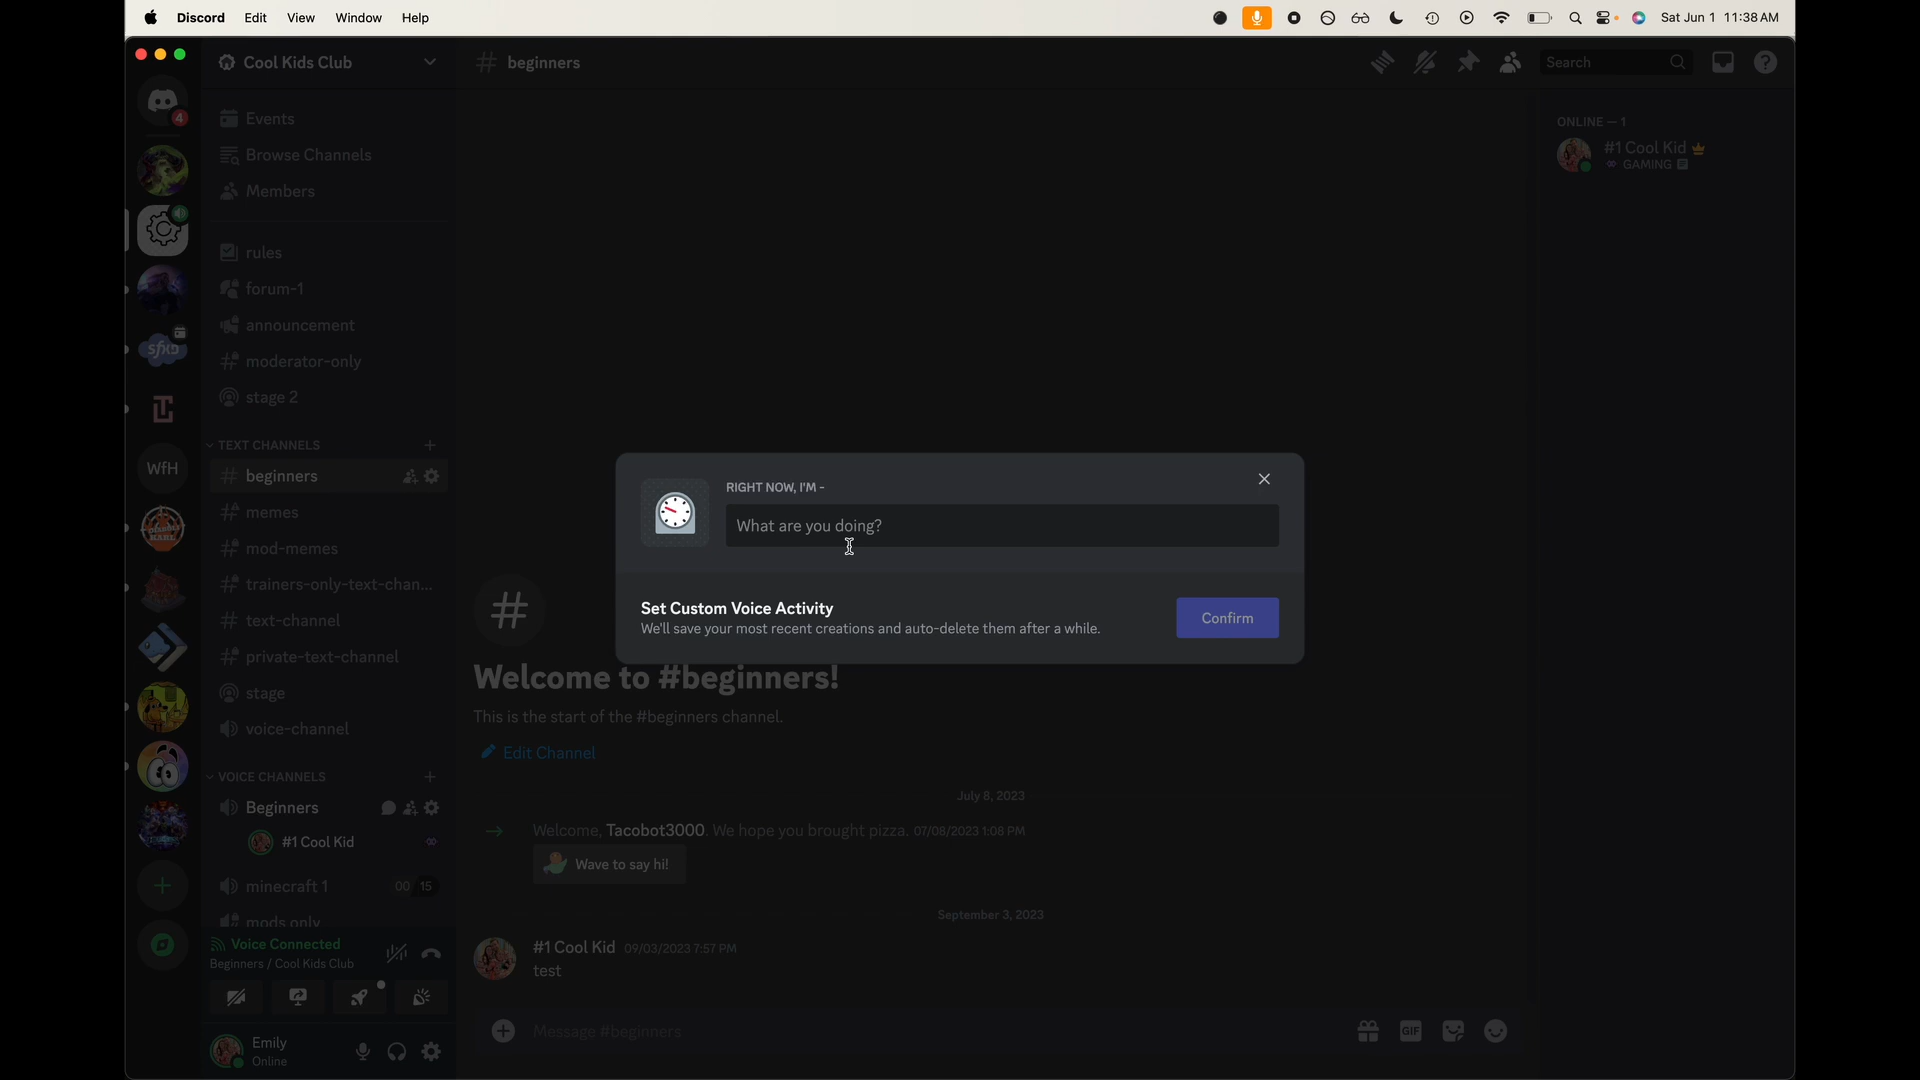 Discord Edit View Window Help
Sat Jun 1 11:38 AM
Cool Kids Club
# beginners
Search
4
Events
Browse Channels
Members
rules
forum-1
announcement
moderator-only
stage 2
TEXT CHANNELS
beginners
memes
mod-memes
trainers-only-text-chan...
text-channel
private-text-channel
stage
voice-channel
VOICE CHANNELS
Beginners
#1 Cool Kid
minecraft 1 00 15
mods only
Voice Connected
Beginners / Cool Kids Club
Emily
Online
sfxd
WfH
ONLINE — 1
#1 Cool Kid
GAMING
RIGHT NOW, I'M -
What are you doing?
Set Custom Voice Activity
We'll save your most recent creations and auto-delete them after a while.
Confirm
Welcome to #beginners!
This is the start of the #beginners channel.
Edit Channel
July 8, 2023
Welcome, Tacobot3000. We hope you brought pizza. 07/08/2023 1:08 PM
Wave to say hi!
September 3, 2023
#1 Cool Kid 09/03/2023 7:57 PM
test
Message #beginners
GIF